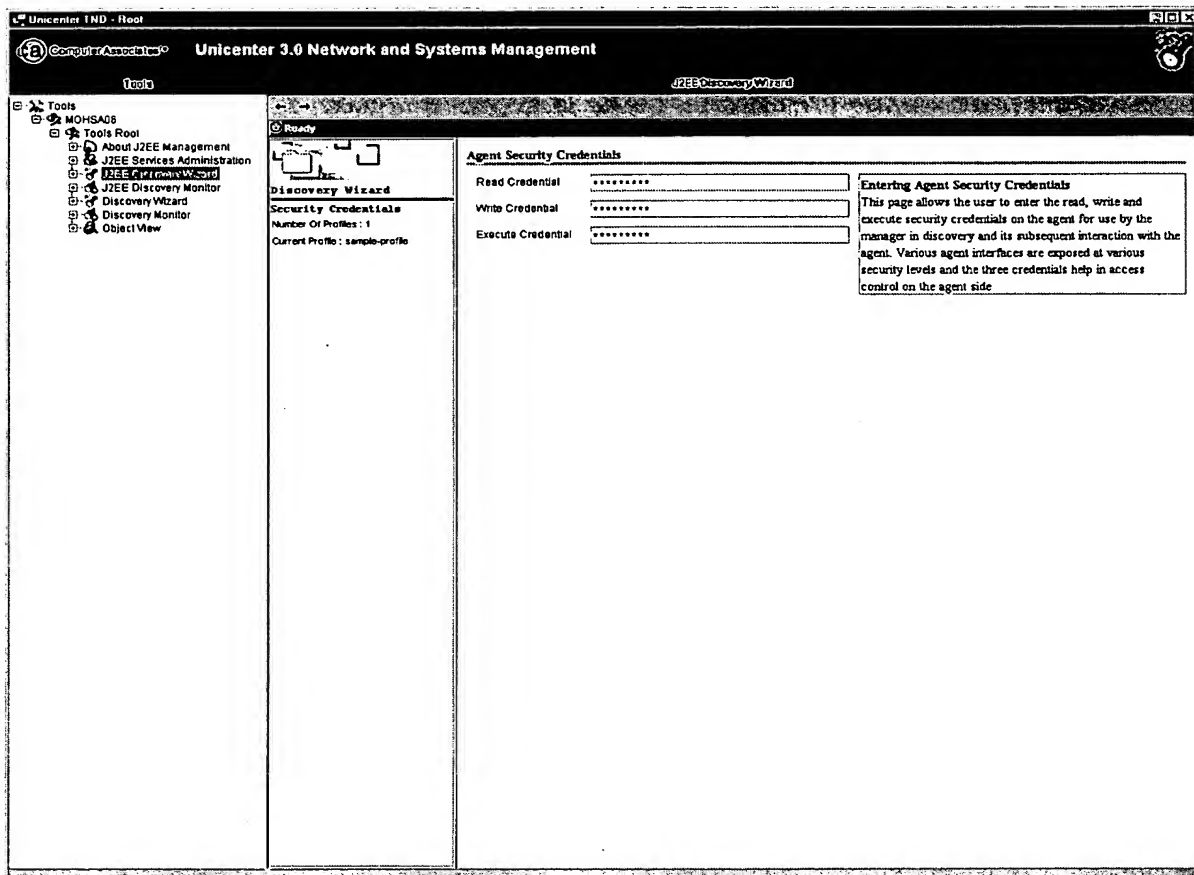 Unicenter TND - Root
ca Computer Associates
Unicenter 3.0 Network and Systems Management
Tools
J2EE Discovery Wizard
Tools
MOHSA08
Tools Root
About J2EE Management
J2EE Services Administration
J2EE Discovery Wizard
J2EE Discovery Monitor
Discovery Wizard
Discovery Monitor
Object View
Ready
Discovery Wizard
Security Credentials
Number Of Profiles : 1
Current Profile : sample-profile
Agent Security Credentials
Read Credential *********
Write Credential *********
Execute Credential *********
Entering Agent Security Credentials
This page allows the user to enter the read, write and
execute security credentials on the agent for use by the
manager in discovery and its subsequent interaction with the
agent. Various agent interfaces are exposed at various
security levels and the three credentials help in access
control on the agent side